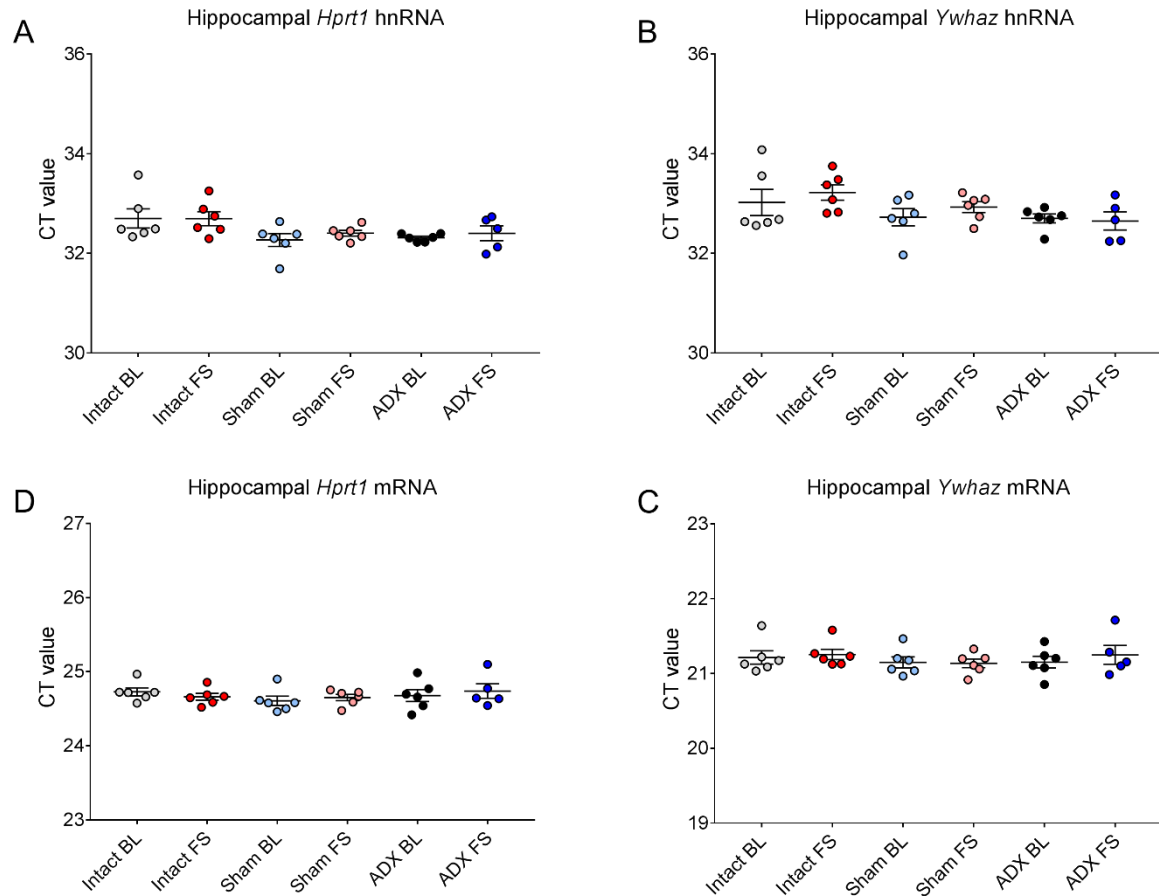 A
Hippocampal Hprt1 hnRNA
36
34
32
30
CT value
Intact BL
Intact FS
Sham BL
Sham FS
ADX BL
ADX FS
B
Hippocampal Ywhaz hnRNA
36
34
32
30
CT value
Intact BL
Intact FS
Sham BL
Sham FS
ADX BL
ADX FS
D
Hippocampal Hprt1 mRNA
27
26
25
24
23
CT value
Intact BL
Intact FS
Sham BL
Sham FS
ADX BL
ADX FS
C
Hippocampal Ywhaz mRNA
23
22
21
20
19
CT value
Intact BL
Intact FS
Sham BL
Sham FS
ADX BL
ADX FS